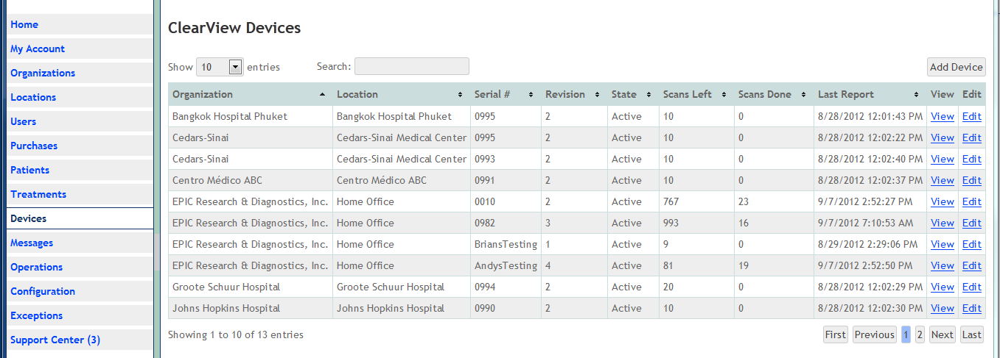 Home
My Account
Organizations
Locations
Users
Purchases
Patients
Treatments
Devices
Messages
Operations
Configuration
Exceptions
Support Center (3)
ClearView Devices
Show 10 entries Search: Add Device
Organization Location Serial # Revision State Scans Left Scans Done Last Report View Edit
Bangkok Hospital Phuket Bangkok Hospital Phuket 0995 2 Active 10 0 8/28/2012 12:01:43 PM View Edit
Cedars-Sinai Cedars-Sinai Medical Center 0995 2 Active 10 0 8/28/2012 12:02:22 PM View Edit
Cedars-Sinai Cedars-Sinai Medical Center 0993 2 Active 10 0 8/28/2012 12:02:40 PM View Edit
Centro Médico ABC Centro Médico ABC 0991 2 Active 10 0 8/28/2012 12:02:37 PM View Edit
EPIC Research & Diagnostics, Inc. Home Office 0010 2 Active 767 23 9/7/2012 2:52:27 PM View Edit
EPIC Research & Diagnostics, Inc. Home Office 0982 3 Active 993 16 9/7/2012 7:10:53 AM View Edit
EPIC Research & Diagnostics, Inc. Home Office BriansTesting 1 Active 9 0 8/29/2012 2:29:06 PM View Edit
EPIC Research & Diagnostics, Inc. Home Office AndysTesting 4 Active 81 19 9/7/2012 2:52:50 PM View Edit
Groote Schuur Hospital Groote Schuur Hospital 0994 2 Active 20 0 8/28/2012 12:02:29 PM View Edit
Johns Hopkins Hospital Johns Hopkins Hospital 0990 2 Active 10 0 8/28/2012 12:02:30 PM View Edit
Showing 1 to 10 of 13 entries First Previous 1 2 Next Last